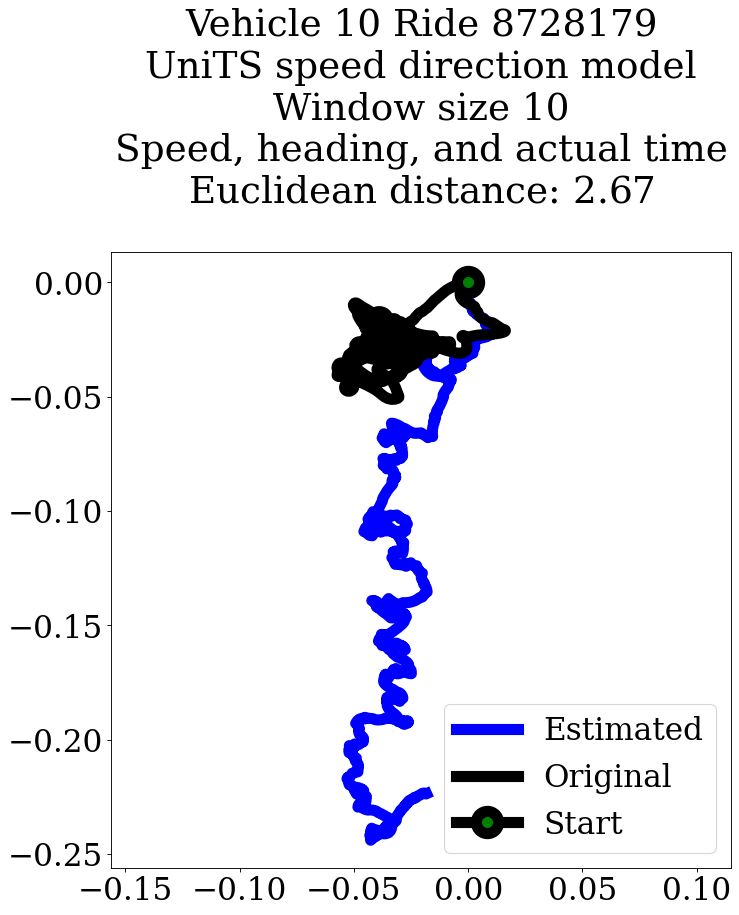 Vehicle 10 Ride 8728179
UniTS speed direction model
Window size 10
Speed, heading, and actual time
Euclidean distance: 2.67
0.00
−0.05
−0.10
−0.15
−0.20
−0.25
Estimated
Original
Start
−0.15 −0.10 −0.05 0.00 0.05 0.10